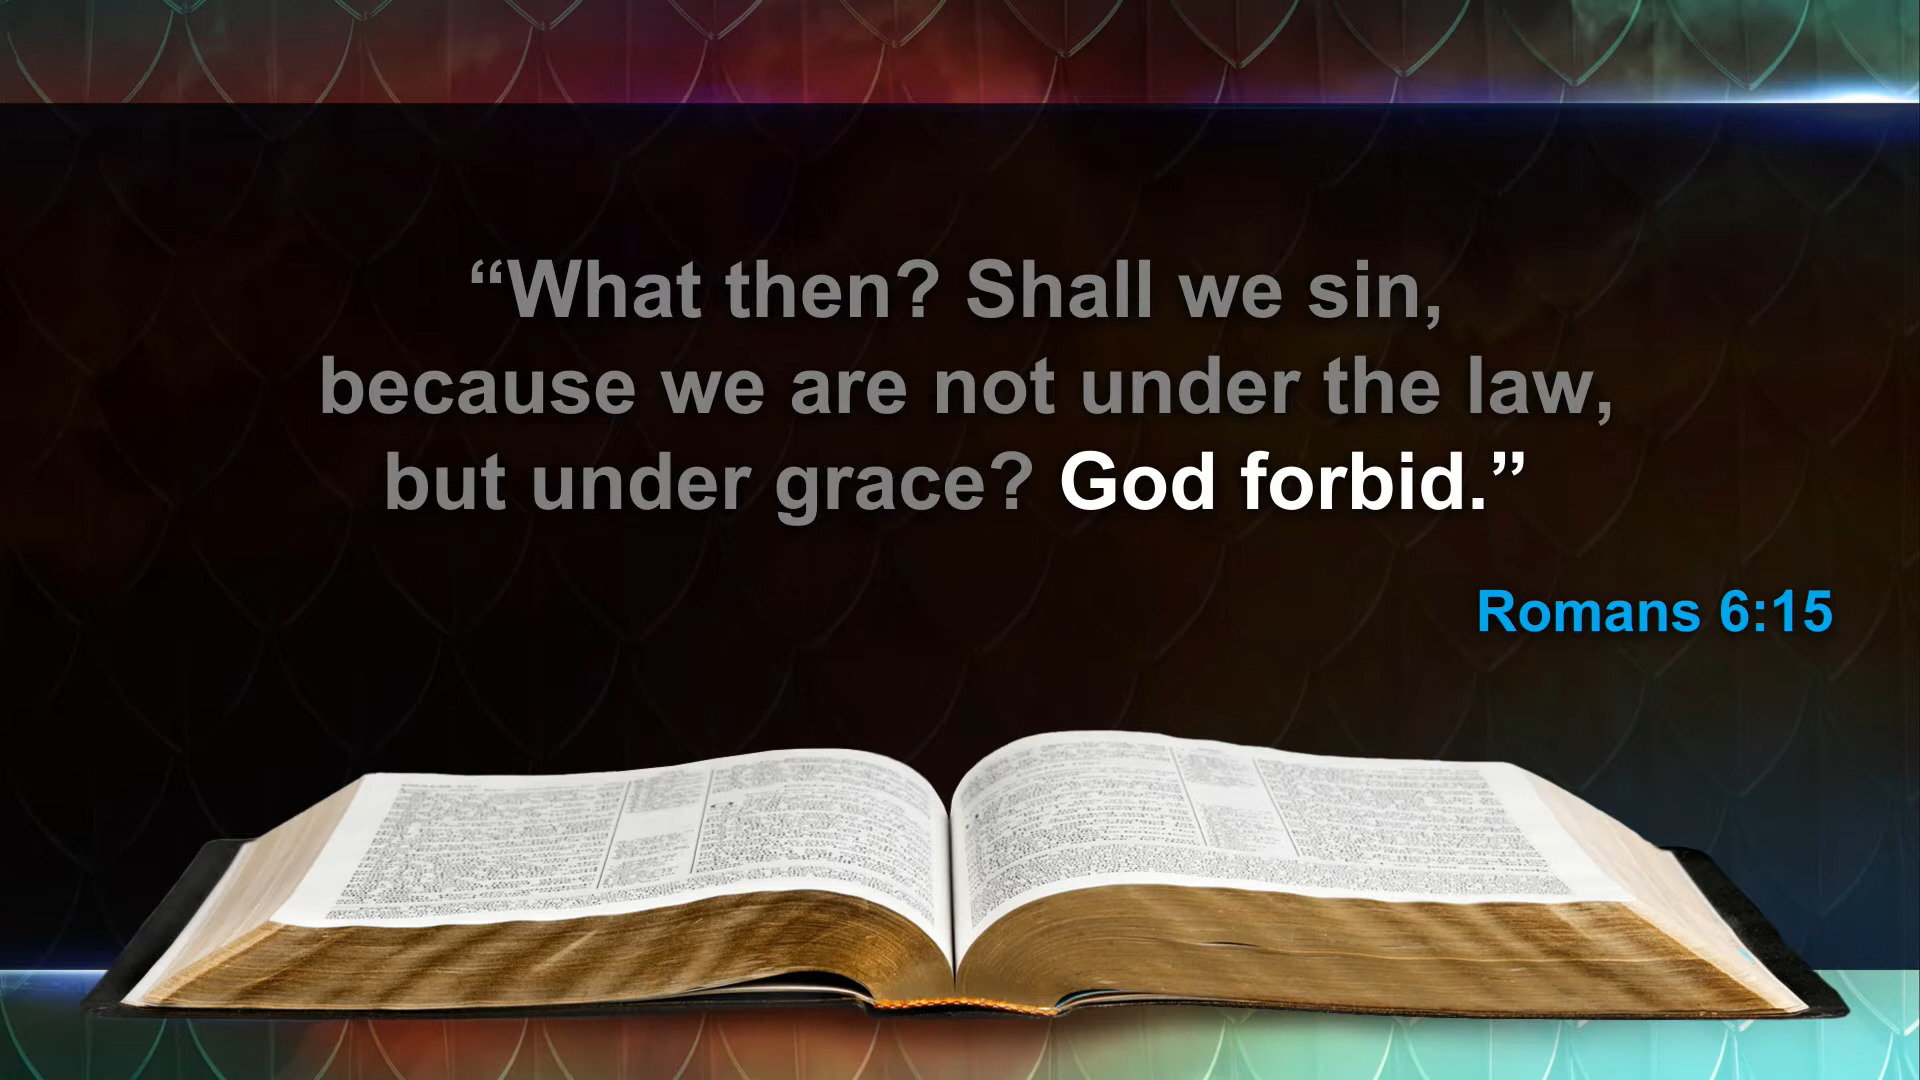 “What then? Shall we sin,
because we are not under the law,
but under grace? God forbid.”
Romans 6:15